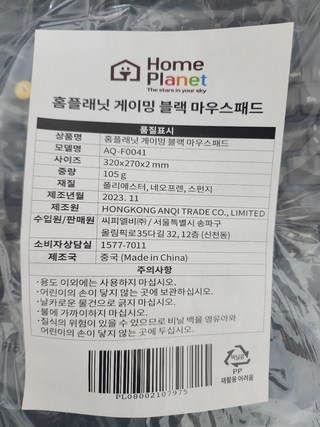 Home
Planet
The stars in your sky
홈플래닛 게이밍 블랙 마우스패드
품질표시
상품명 홈플래닛 게이밍 블랙 마우스패드
모델명 AQ-F0041
사이즈 320x270x2 mm
중량 105 g
재질 폴리에스터, 네오프렌, 스펀지
제조년월 2023. 11
제조원 HONGKONG ANQI TRADE CO., LIMITED
수입원/판매원 씨피엘비㈜ / 서울특별시 송파구
올림픽로35다길 32, 12층 (신천동)
소비자상담실 1577-7011
제조국 중국 (Made in China)
주의사항
·용도 이외에는 사용하지 마십시오.
·어린이의 손이 닿지 않는 곳에 보관하십시오.
·날카로운 물건으로 긁지 마십시오.
·불에 가까이하지 마십시오.
·질식의 위험이 있을 수 있으므로 비닐 백을 영유아와
어린이의 손이 닿지 않는 곳에 두십시오.
비닐류
PP
재활용 어려움
PL08002107975